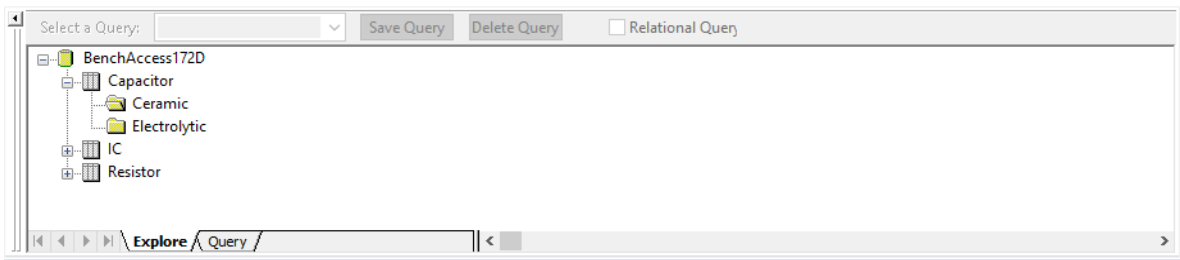 Select a Query: Save Query Delete Query Relational Query
BenchAccess172D
Capacitor
Ceramic
Electrolytic
IC
Resistor
Explore Query